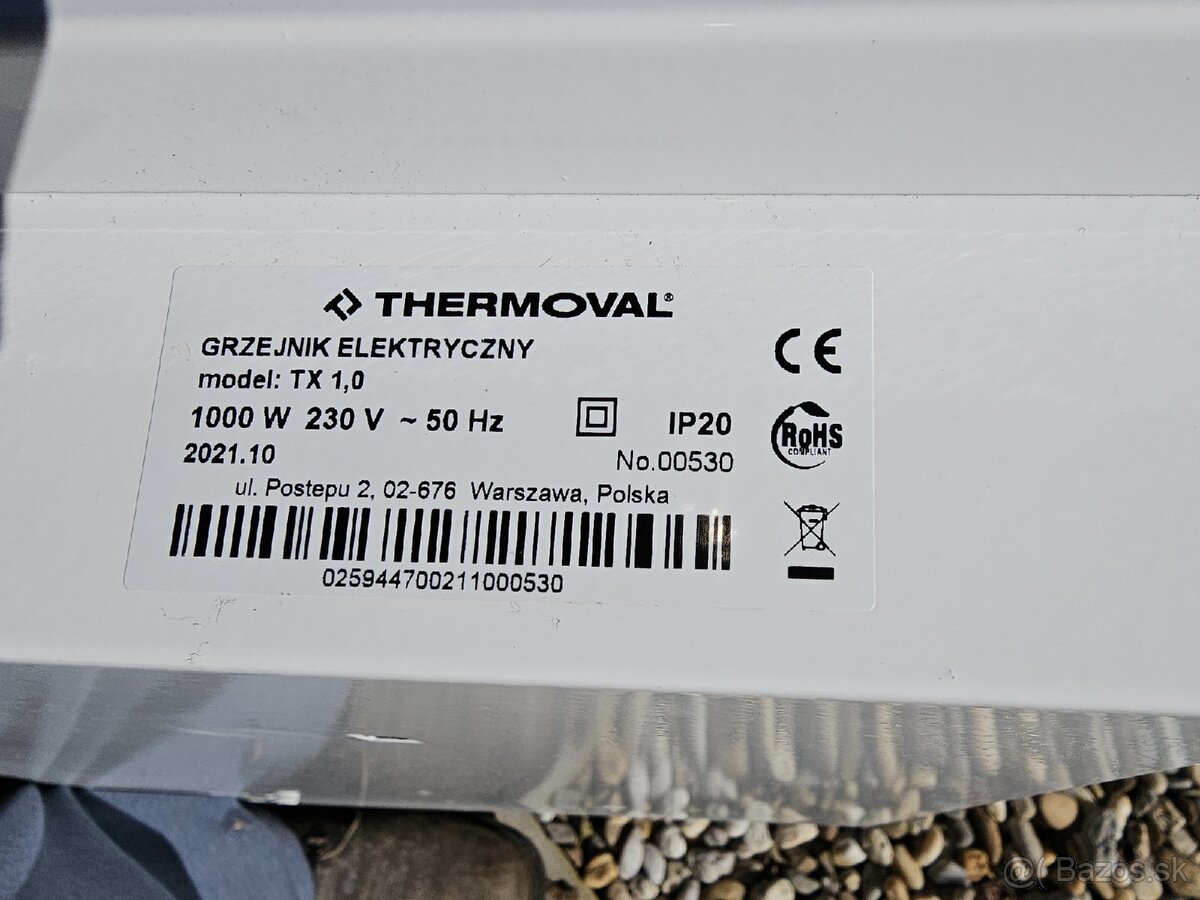 THERMOVAL®
GRZEJNIK ELEKTRYCZNY
model: TX 1,0
1000 W 230 V ~ 50 Hz
IP20
2021.10
No.00530
ul. Postepu 2, 02-676 Warszawa, Polska
025944700211000530
CE
RoHS
COMPLIANT
Bazos.sk